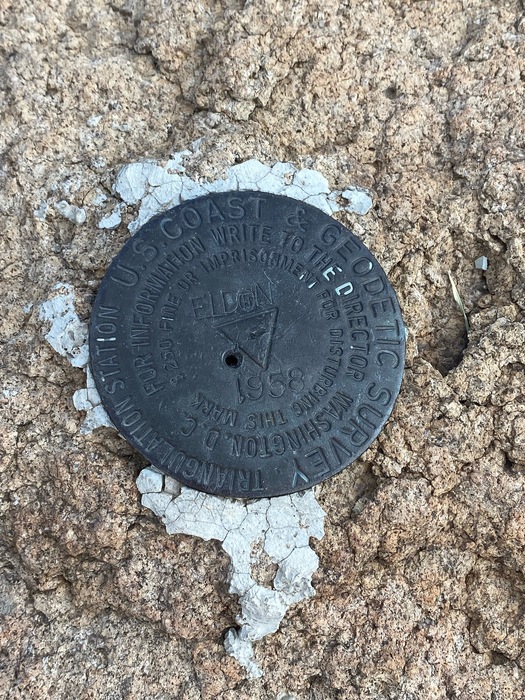 U.S. COAST & GEODETIC SURVEY
TRIANGULATION STATION
FOR INFORMATION WRITE TO THE DIRECTOR
WASHINGTON, D.C.
$250 FINE OR IMPRISONMENT FOR DISTURBING THIS MARK
ELDON
1958